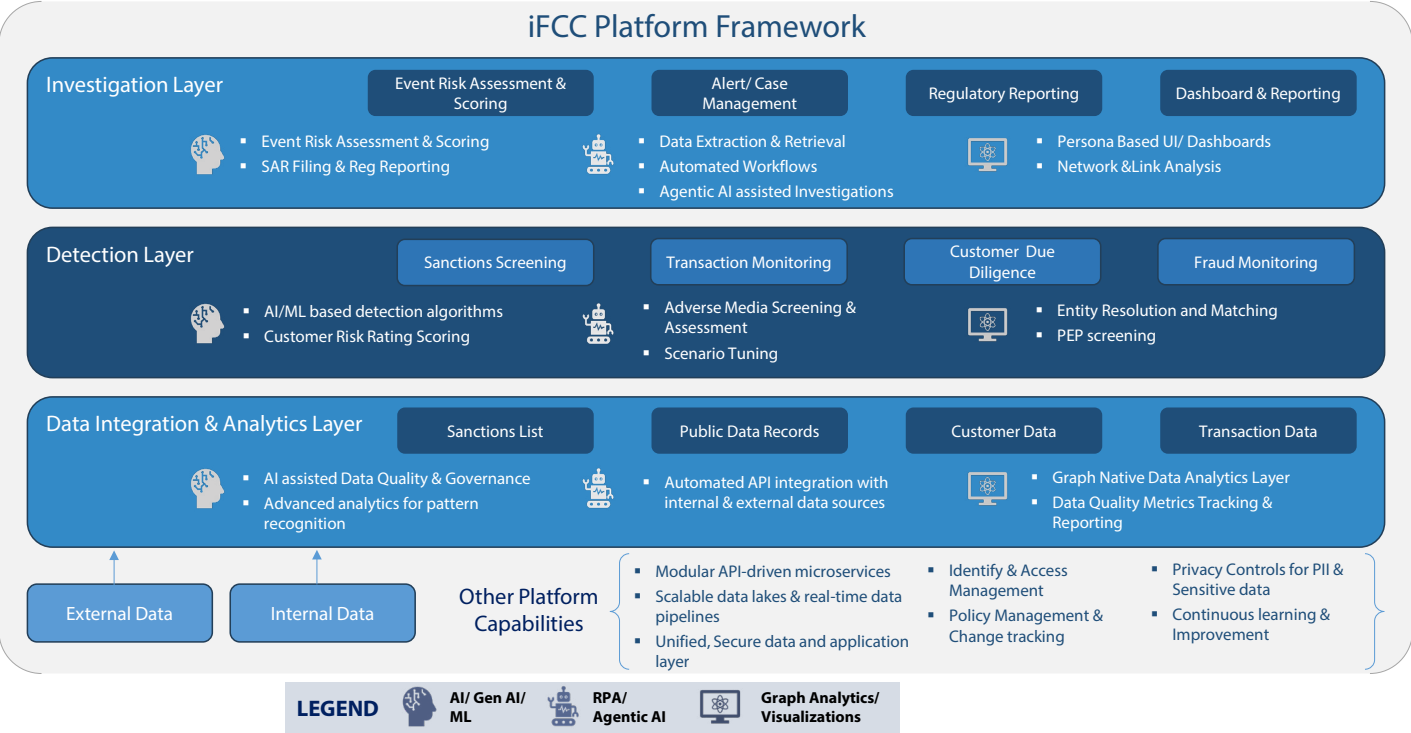 iFCC Platform Framework
Investigation Layer
Event Risk Assessment &
Scoring
Alert/ Case
Management
Regulatory Reporting
Dashboard & Reporting
▪ Event Risk Assessment & Scoring
▪ SAR Filing & Reg Reporting
▪ Data Extraction & Retrieval
▪ Automated Workflows
▪ Agentic AI assisted Investigations
▪ Persona Based UI/ Dashboards
▪ Network &Link Analysis
Detection Layer
Sanctions Screening
Transaction Monitoring
Customer Due
Diligence
Fraud Monitoring
▪ AI/ML based detection algorithms
▪ Customer Risk Rating Scoring
▪ Adverse Media Screening &
Assessment
▪ Scenario Tuning
▪ Entity Resolution and Matching
▪ PEP screening
Data Integration & Analytics Layer
Sanctions List
Public Data Records
Customer Data
Transaction Data
▪ AI assisted Data Quality & Governance
▪ Advanced analytics for pattern
recognition
▪ Automated API integration with
internal & external data sources
▪ Graph Native Data Analytics Layer
▪ Data Quality Metrics Tracking &
Reporting
External Data
Internal Data
Other Platform
Capabilities
▪ Modular API-driven microservices
▪ Scalable data lakes & real-time data
pipelines
▪ Unified, Secure data and application
layer
▪ Identify & Access
Management
▪ Policy Management &
Change tracking
▪ Privacy Controls for PII &
Sensitive data
▪ Continuous learning &
Improvement
LEGEND
AI/ Gen AI/
ML
RPA/
Agentic AI
Graph Analytics/
Visualizations